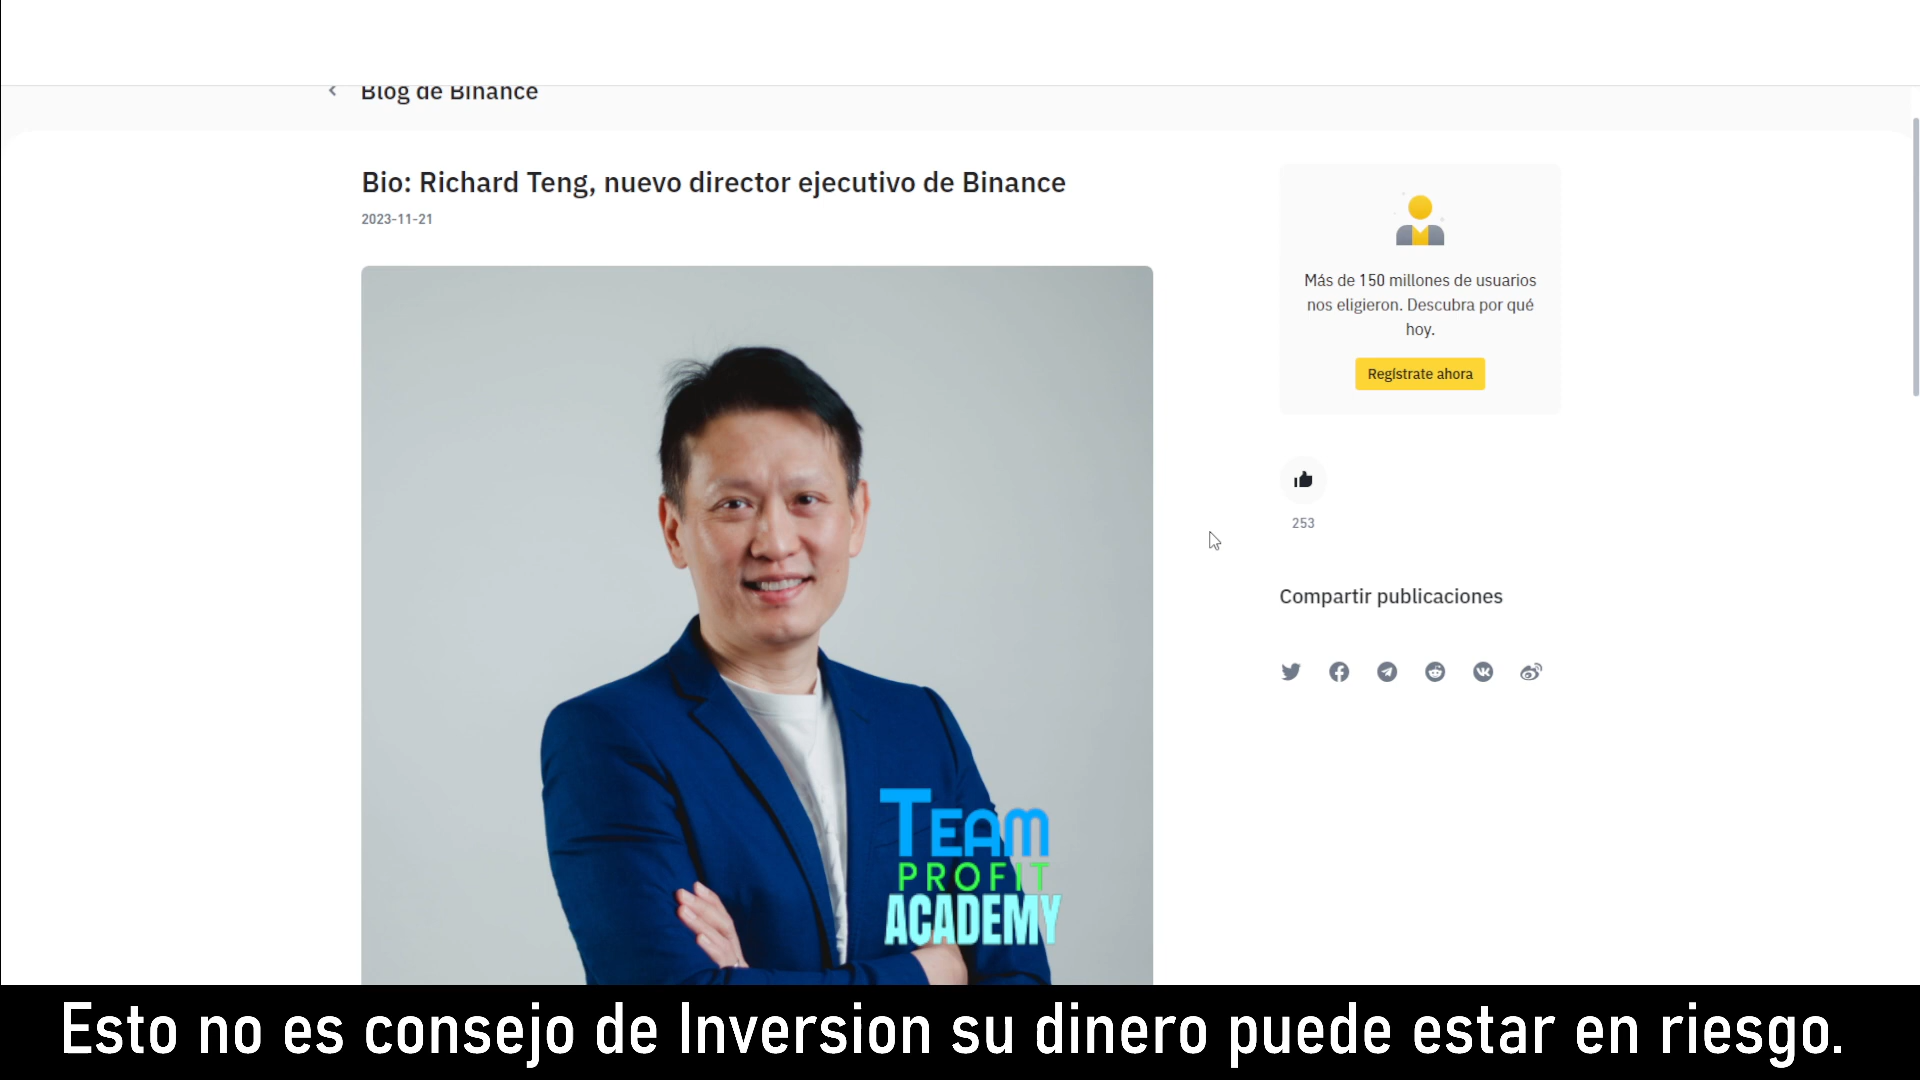 Blog de Binance
Bio: Richard Teng, nuevo director ejecutivo de Binance
2023-11-21
Más de 150 millones de usuarios
nos eligieron. Descubra por qué
hoy.
Regístrate ahora
253
Compartir publicaciones
TEAM
PROFIT
ACADEMY
Esto no es consejo de Inversion su dinero puede estar en riesgo.